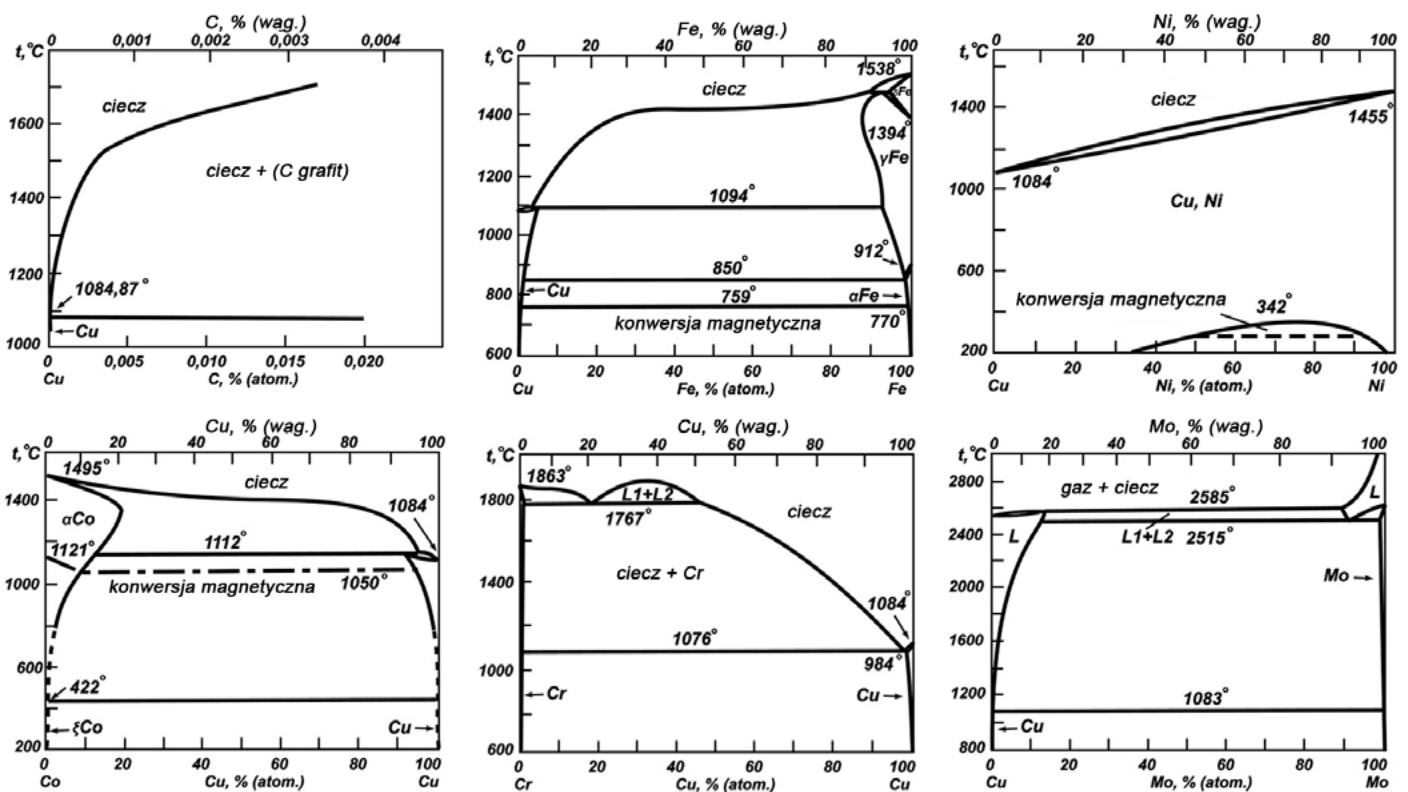 C, % (wag.)
0 0,001 0,002 0,003 0,004
t,°C
ciecz
1600
ciecz + (C grafit)
1400
1200
1084,87°
Cu
1000
0 0,005 0,010 0,015 0,020
Cu C, % (atom.)
Fe, % (wag.)
0 20 40 60 80 100
t,°C
1538°
ciecz
δFe
1400
1394°
γFe
1200
1094°
1000
912°
850°
Cu
800
759°
αFe
konwersja magnetyczna
770°
600
0 20 40 60 80 100
Cu Fe, % (atom.) Fe
Ni, % (wag.)
0 20 40 60 80 100
t,°C
ciecz
1400
1455°
1084°
1000
Cu, Ni
600
konwersja magnetyczna
342°
200
0 20 40 60 80 100
Cu Ni, % (atom.) Ni
Cu, % (wag.)
0 20 40 60 80 100
t,°C
1495°
ciecz
1400
1084°
αCo
1121°
1112°
1000
konwersja magnetyczna
1050°
600
422°
ξCo
Cu
200
0 20 40 60 80 100
Co Cu, % (atom.) Cu
Cu, % (wag.)
0 20 40 60 80 100
t,°C
1863°
L1+L2
1800
1767°
ciecz
ciecz + Cr
1400
1084°
1076°
1000
984°
Cr
Cu
600
0 20 40 60 80 100
Cr Cu, % (atom.) Cu
Mo, % (wag.)
0 20 40 60 80 100
t,°C
2800
gaz + ciecz
2585°
L
2400
L
L1+L2
2515°
2000
Mo
1600
1200
1083°
Cu
800
0 20 40 60 80 100
Cu Mo, % (atom.) Mo